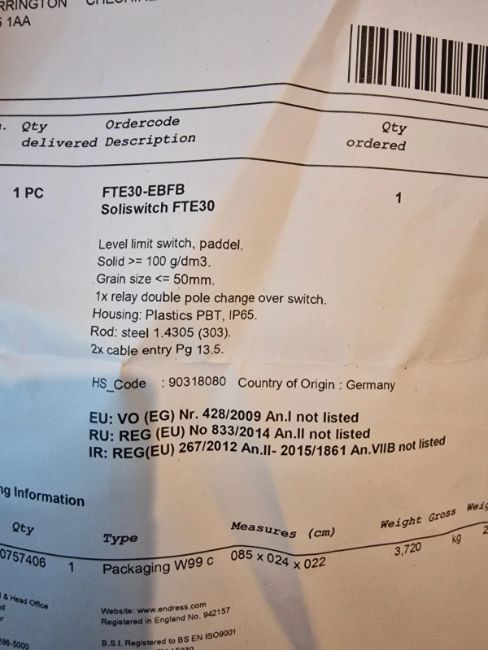 RRINGTON
1AA
Qty Ordercode Qty
delivered Description ordered
1 PC FTE30-EBFB 1
Soliswitch FTE30
Level limit switch, paddel.
Solid >= 100 g/dm3.
Grain size <= 50mm.
1x relay double pole change over switch.
Housing: Plastics PBT, IP65.
Rod: steel 1.4305 (303).
2x cable entry Pg 13.5.
HS_Code : 90318080 Country of Origin : Germany
EU: VO (EG) Nr. 428/2009 An.I not listed
RU: REG (EU) No 833/2014 An.II not listed
IR: REG(EU) 267/2012 An.II- 2015/1861 An.VIIB not listed
ng Information
Qty Type Measures (cm) Weight Gross Weig
0757406 1 Packaging W99 c 085 x 024 x 022 3,720 kg 2
& Head Office
Website: www.endress.com
Registered in England No. 942157
86-5000
B.S.I. Registered to BS EN ISO9001